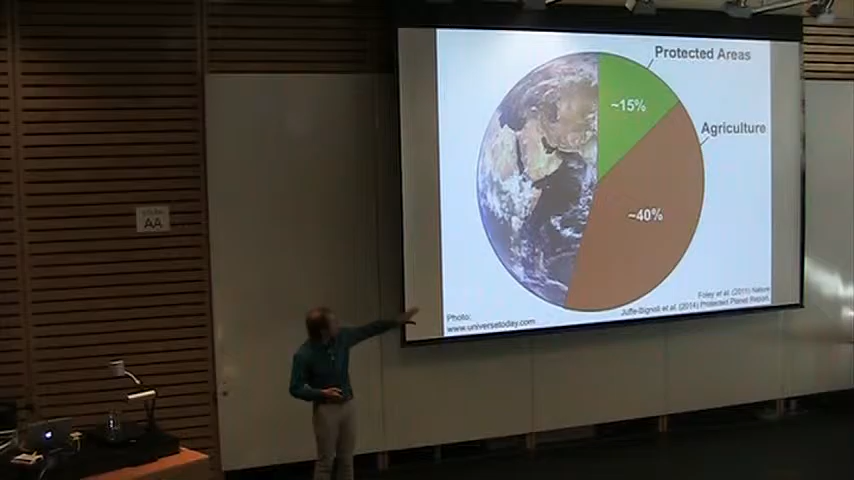 Protected Areas
~15%
Agriculture
~40%
AA
Photo:
www.universetoday.com
Foley et al. (2011) Nature
Juffe-Bignoli et al. (2014) Protected Planet Report